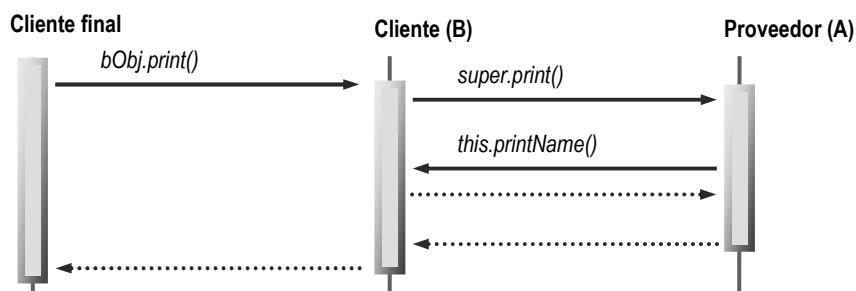 Cliente final
Cliente (B)
Proveedor (A)
bObj.print()
super.print()
this.printName()